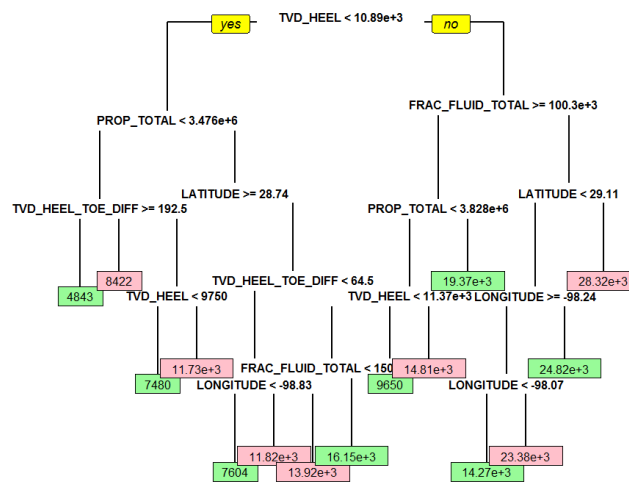 TVD_HEEL < 10.89e+3
yes
no
FRAC_FLUID_TOTAL >= 100.3e+3
PROP_TOTAL < 3.476e+6
LATITUDE >= 28.74
LATITUDE < 29.11
TVD_HEEL_TOE_DIFF >= 192.5
PROP_TOTAL < 3.828e+6
8422
19.37e+3
28.32e+3
TVD_HEEL_TOE_DIFF < 64.5
4843
TVD_HEEL < 9750
TVD_HEEL < 11.37e+3
LONGITUDE >= -98.24
11.73e+3
FRAC_FLUID_TOTAL < 150
14.81e+3
24.82e+3
7480
LONGITUDE < -98.83
9650
LONGITUDE < -98.07
11.82e+3
16.15e+3
23.38e+3
7604
13.92e+3
14.27e+3